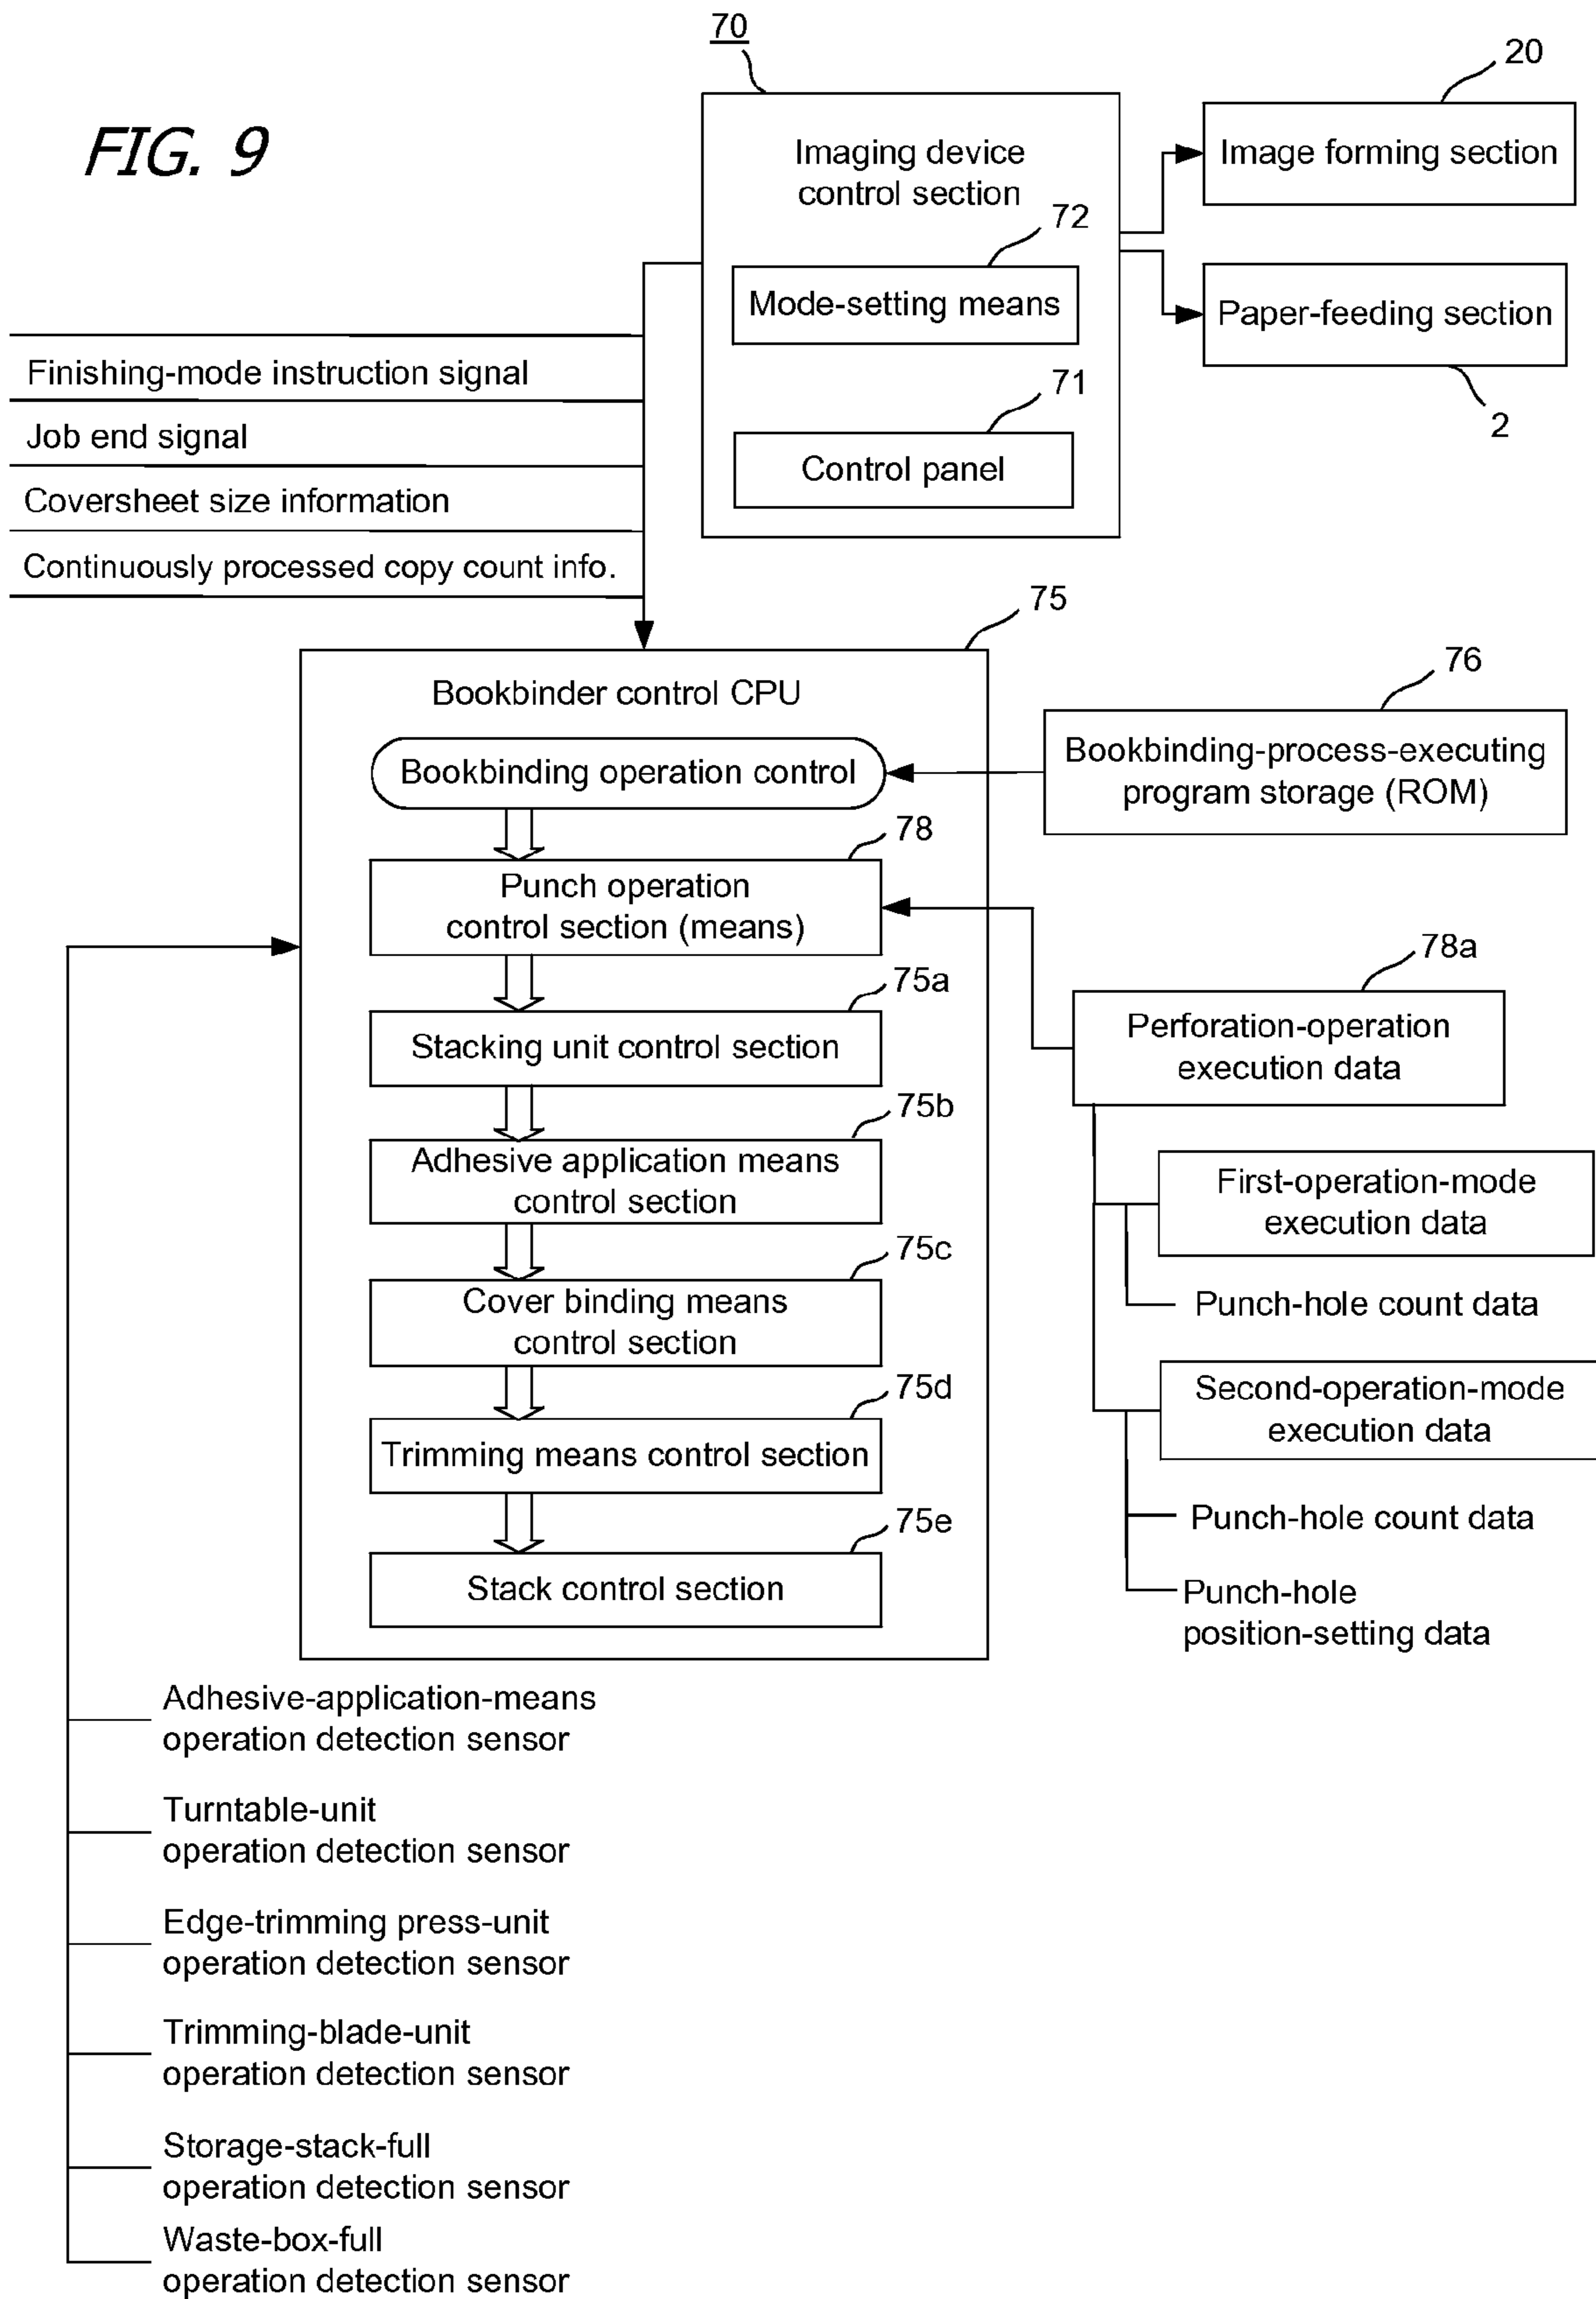 FIG. 9
70
Imaging device
control section
72
Mode-setting means
71
Control panel
20
Image forming section
Paper-feeding section
2
Finishing-mode instruction signal
Job end signal
Coversheet size information
Continuously processed copy count info.
75
Bookbinder control CPU
Bookbinding operation control
76
Bookbinding-process-executing
program storage (ROM)
78
Punch operation
control section (means)
75a
Stacking unit control section
75b
Adhesive application means
control section
75c
Cover binding means
control section
75d
Trimming means control section
75e
Stack control section
78a
Perforation-operation
execution data
First-operation-mode
execution data
Punch-hole count data
Second-operation-mode
execution data
Punch-hole count data
Punch-hole
position-setting data
Adhesive-application-means
operation detection sensor
Turntable-unit
operation detection sensor
Edge-trimming press-unit
operation detection sensor
Trimming-blade-unit
operation detection sensor
Storage-stack-full
operation detection sensor
Waste-box-full
operation detection sensor